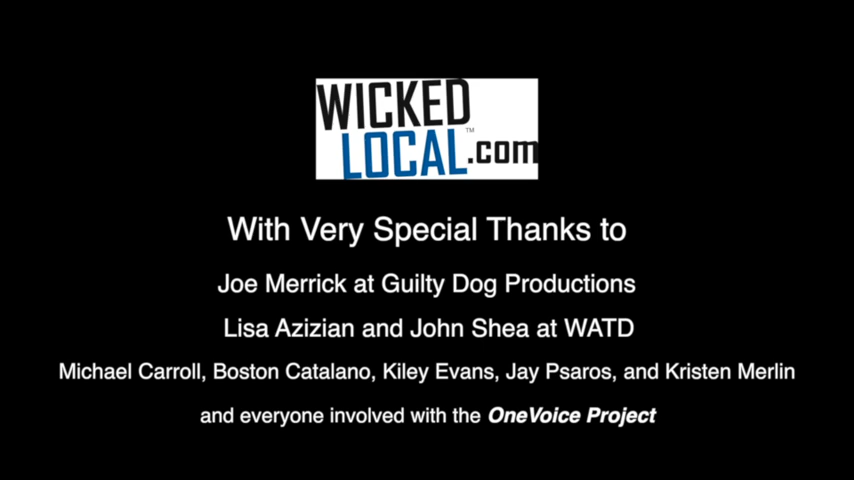 WICKED
LOCAL.com
TM
With Very Special Thanks to
Joe Merrick at Guilty Dog Productions
Lisa Azizian and John Shea at WATD
Michael Carroll, Boston Catalano, Kiley Evans, Jay Psaros, and Kristen Merlin
and everyone involved with the OneVoice Project